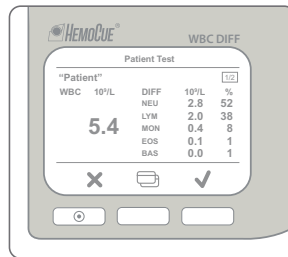 HemoCue®
WBC DIFF
Patient Test
"Patient" 1/2
WBC 10⁹/L DIFF 10⁹/L %
NEU 2.8 52
LYM 2.0 38
5.4 MON 0.4 8
EOS 0.1 1
BAS 0.0 1